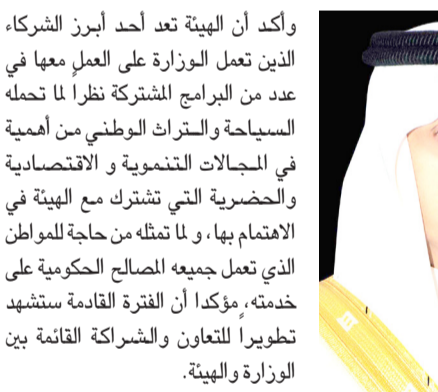 وأكد أن الهيئة تعد أحد أبرز الشركاء
الذين تعمل الوزارة على العمل معها في
عدد من البرامج المشتركة نظراً لما تحمله
السياحة والتراث الوطني من أهمية
في المجالات التنموية و الاقتصادية
والحضرية التي تشترك مع الهيئة في
الاهتمام بها، و لما تمثله من حاجة للمواطن
الذي تعمل جميعه المصالح الحكومية على
خدمته، مؤكدا أن الفترة القادمة ستشهد
تطويراً للتعاون والشراكة القائمة بين
الوزارة والهيئة.